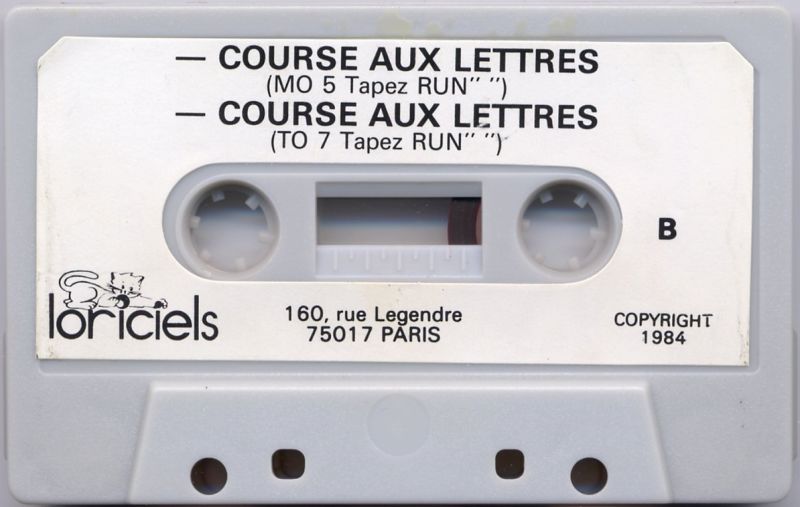 — COURSE AUX LETTRES
(MO 5 Tapez RUN" ")
— COURSE AUX LETTRES
(TO 7 Tapez RUN" ")
B
loriciels
160, rue Legendre
75017 PARIS
COPYRIGHT
1984